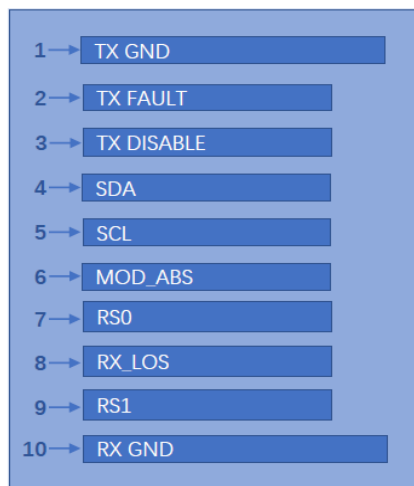 1 TX GND
2 TX FAULT
3 TX DISABLE
4 SDA
5 SCL
6 MOD_ABS
7 RS0
8 RX_LOS
9 RS1
10 RX GND